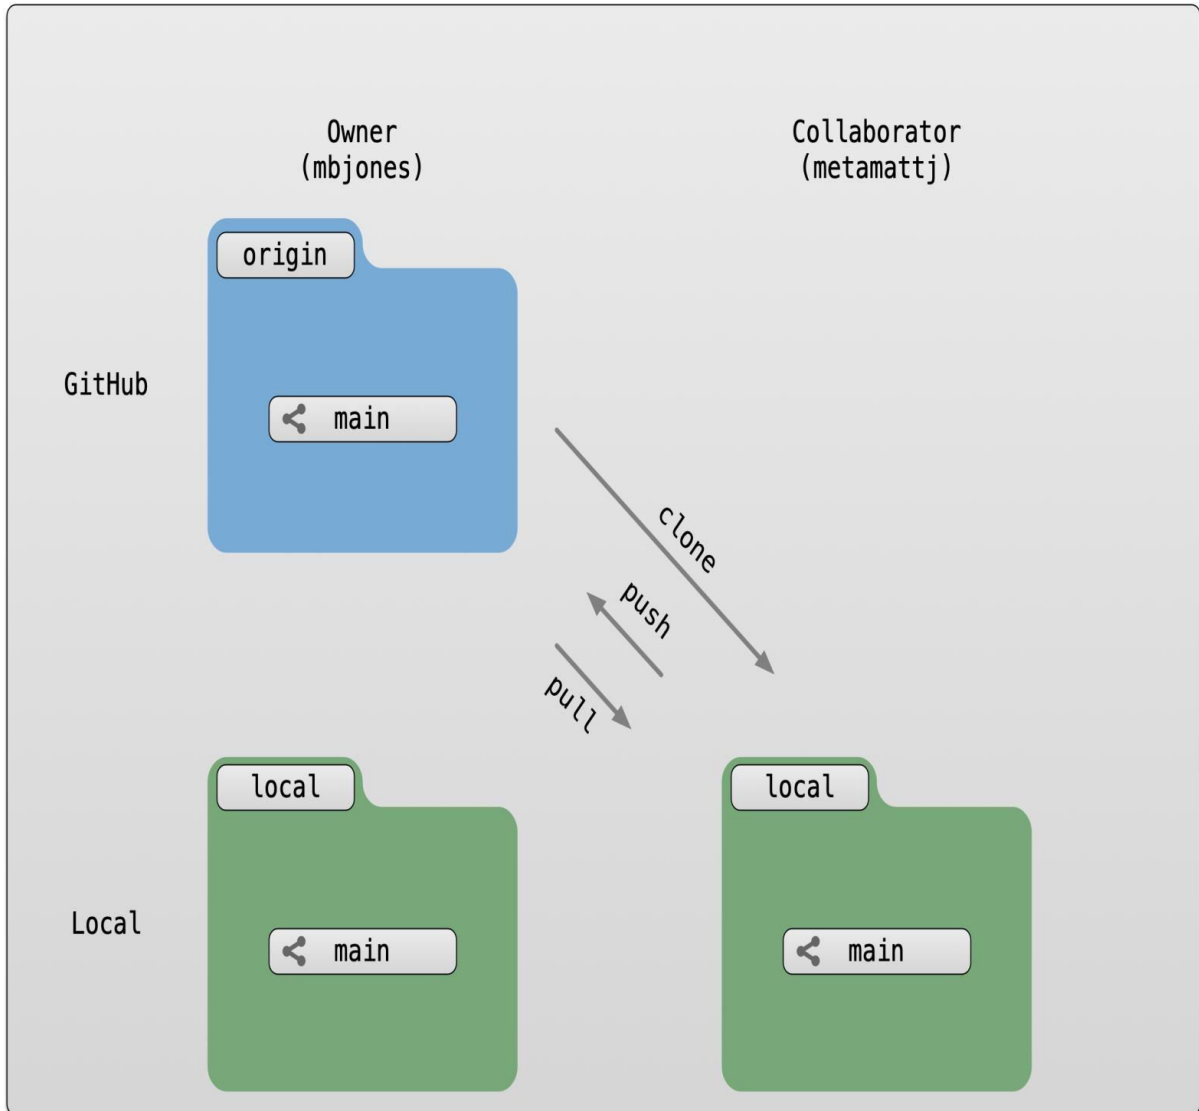 Owner
(mbjones)
Collaborator
(metamattj)
origin
GitHub
main
clone
push
pull
local
local
Local
main
main